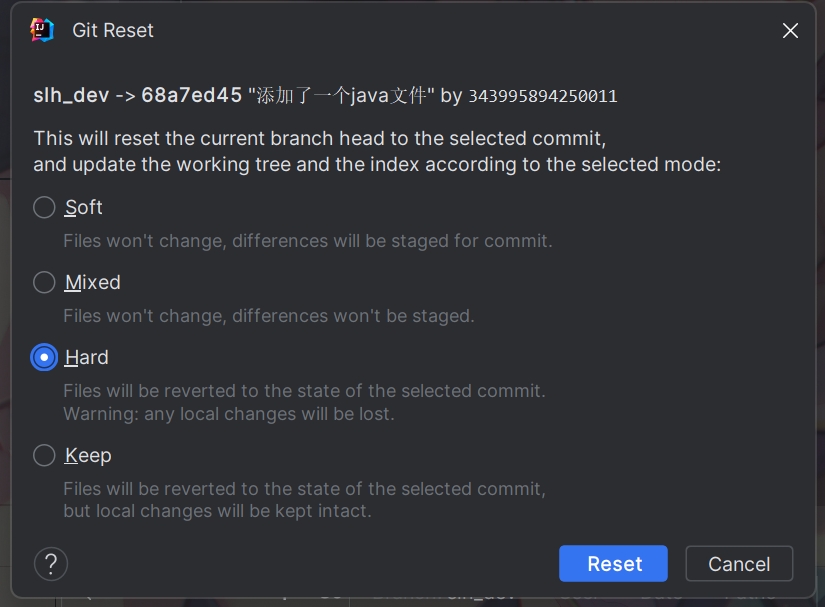 Git Reset
slh_dev -> 68a7ed45 "添加了一个java文件" by 343995894250011
This will reset the current branch head to the selected commit,
and update the working tree and the index according to the selected mode:
Soft
Files won't change, differences will be staged for commit.
Mixed
Files won't change, differences won't be staged.
Hard
Files will be reverted to the state of the selected commit.
Warning: any local changes will be lost.
Keep
Files will be reverted to the state of the selected commit,
but local changes will be kept intact.
?
Reset
Cancel